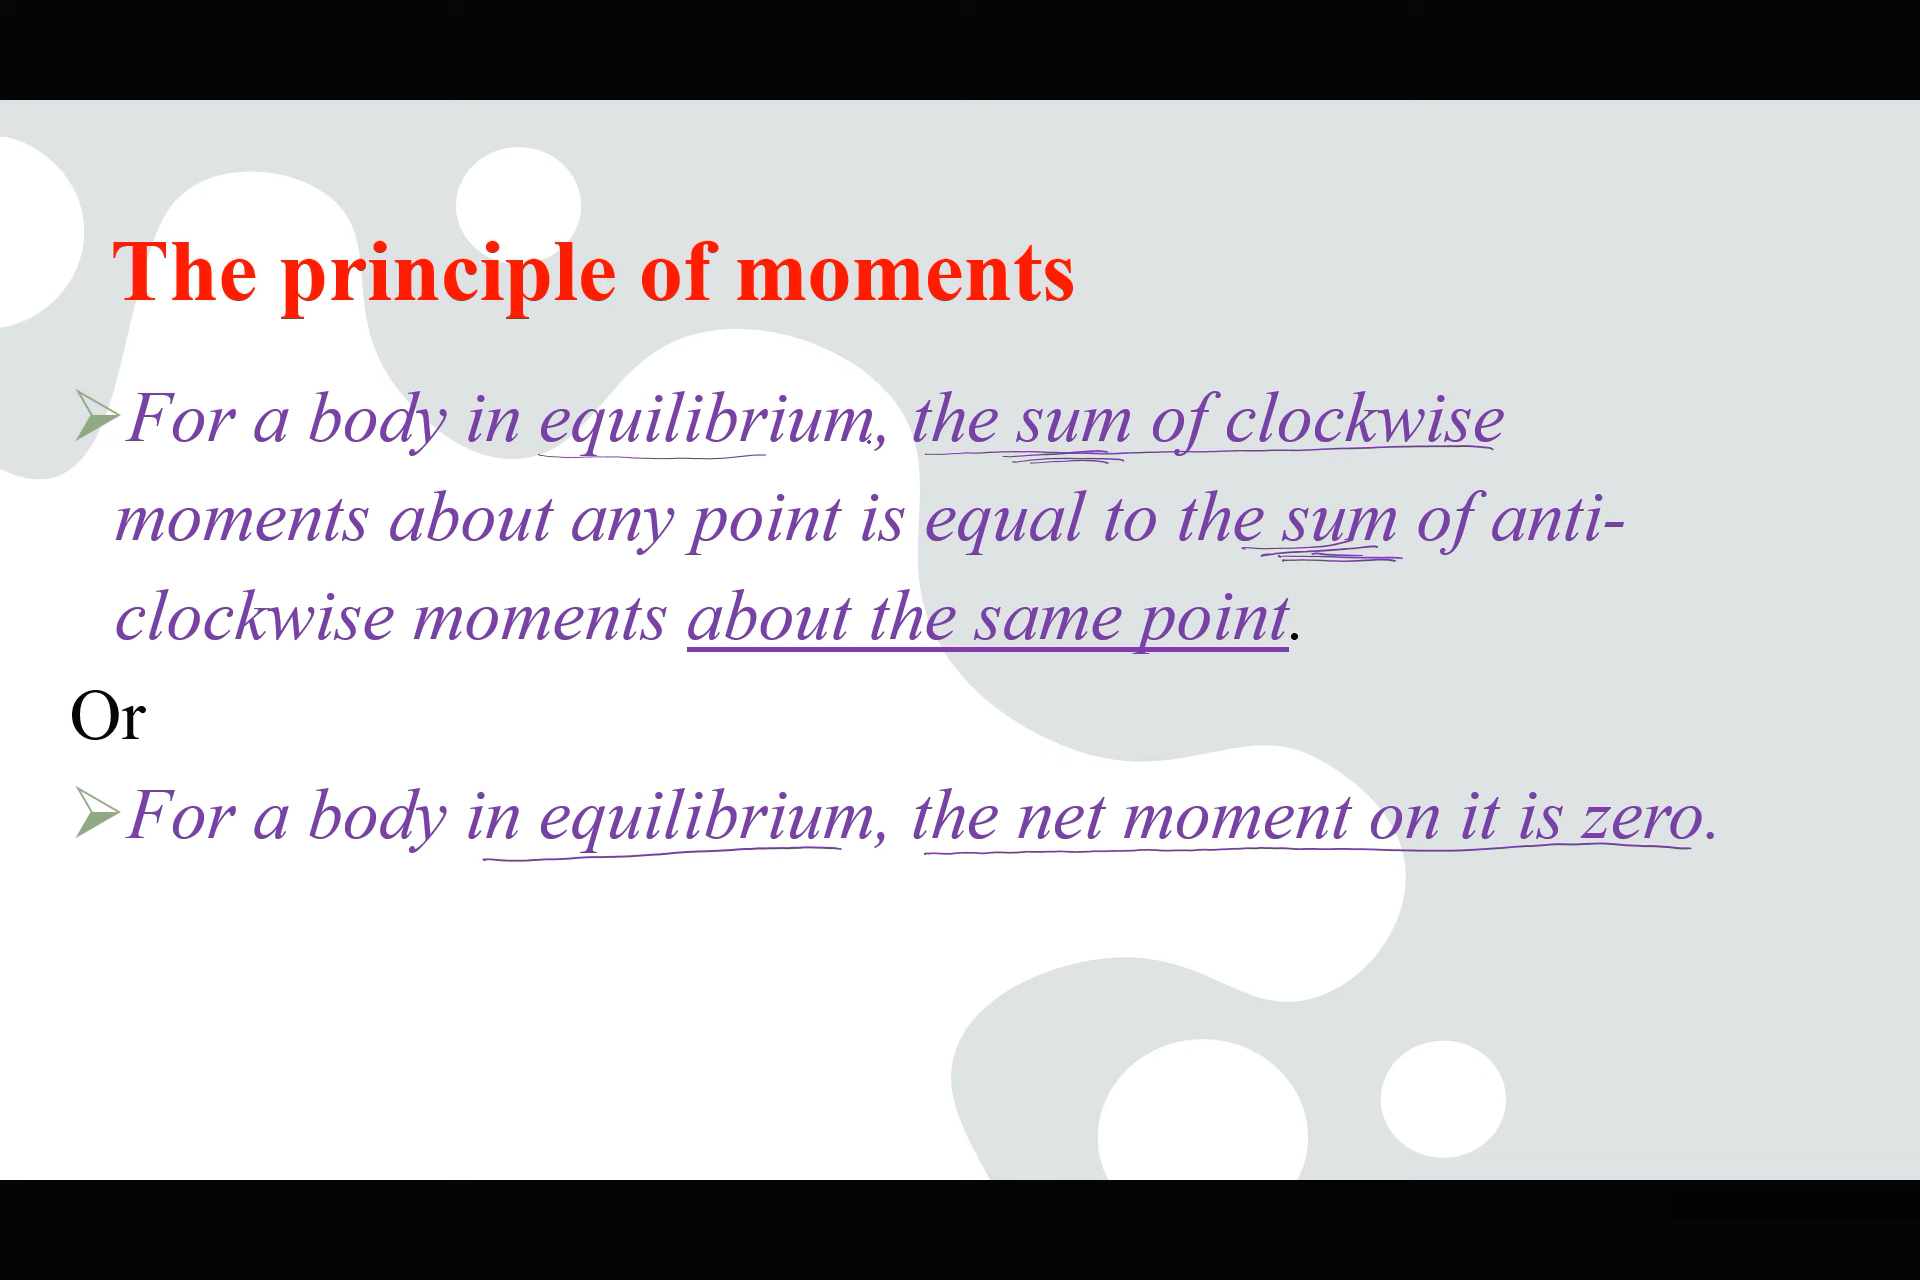 The principle of moments
For a body in equilibrium, the sum of clockwise
moments about any point is equal to the sum of anti-
clockwise moments about the same point.
Or
For a body in equilibrium, the net moment on it is zero.